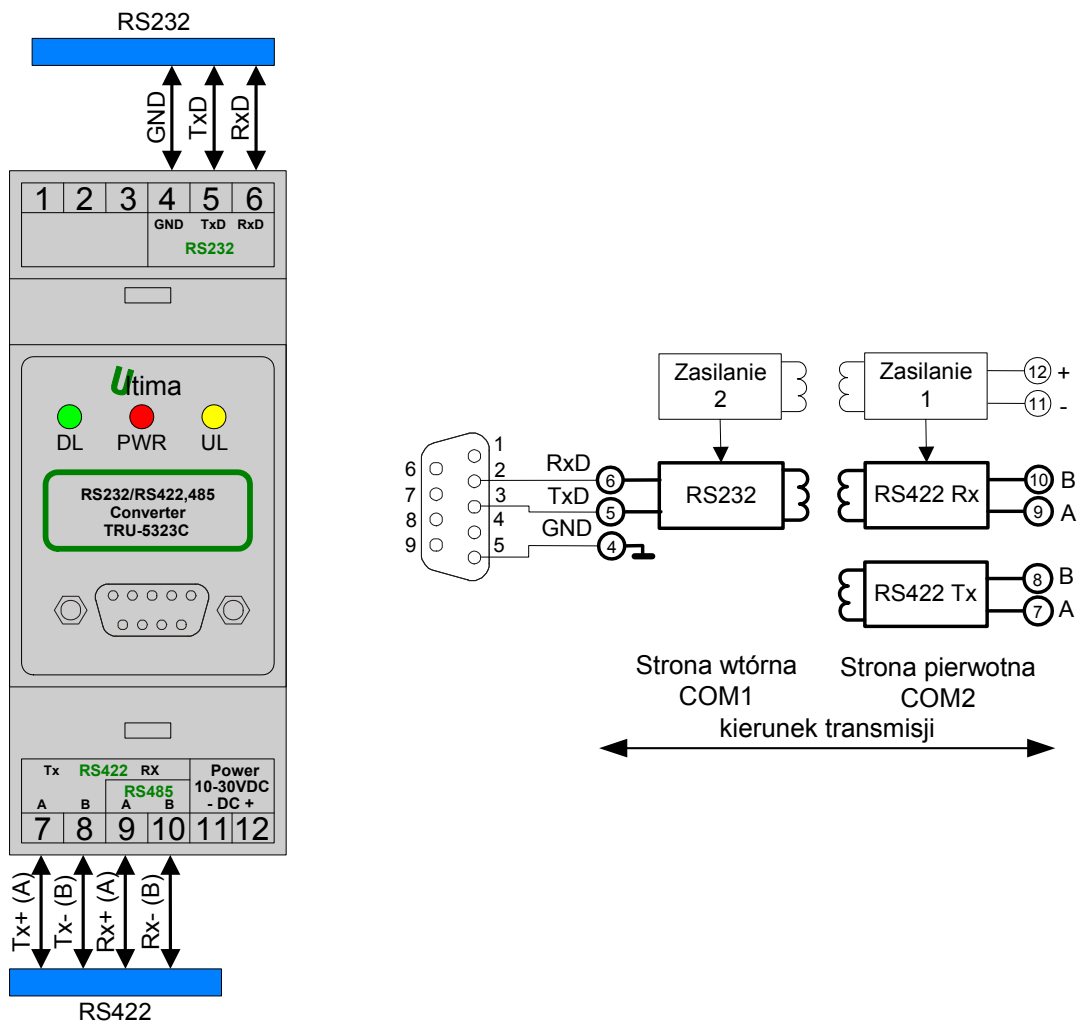 RS232
GND TxD RxD
1 2 3 4 5 6
GND TxD RxD
RS232
Ultima
DL PWR UL
RS232/RS422,485
Converter
TRU-5323C
Tx RS422 RX Power
RS485 10-30VDC
A B A B - DC +
7 8 9 10 11 12
Tx+ (A) Tx- (B) Rx+ (A) Rx- (B)
RS422
Zasilanie
2
Zasilanie
1
12 +
11 -
1
6 2 RxD 6
7 3 TxD 5
8 4 GND 4
9 5
RS232
RS422 Rx
10 B
9 A
RS422 Tx
8 B
7 A
Strona wtórna
COM1
Strona pierwotna
COM2
kierunek transmisji